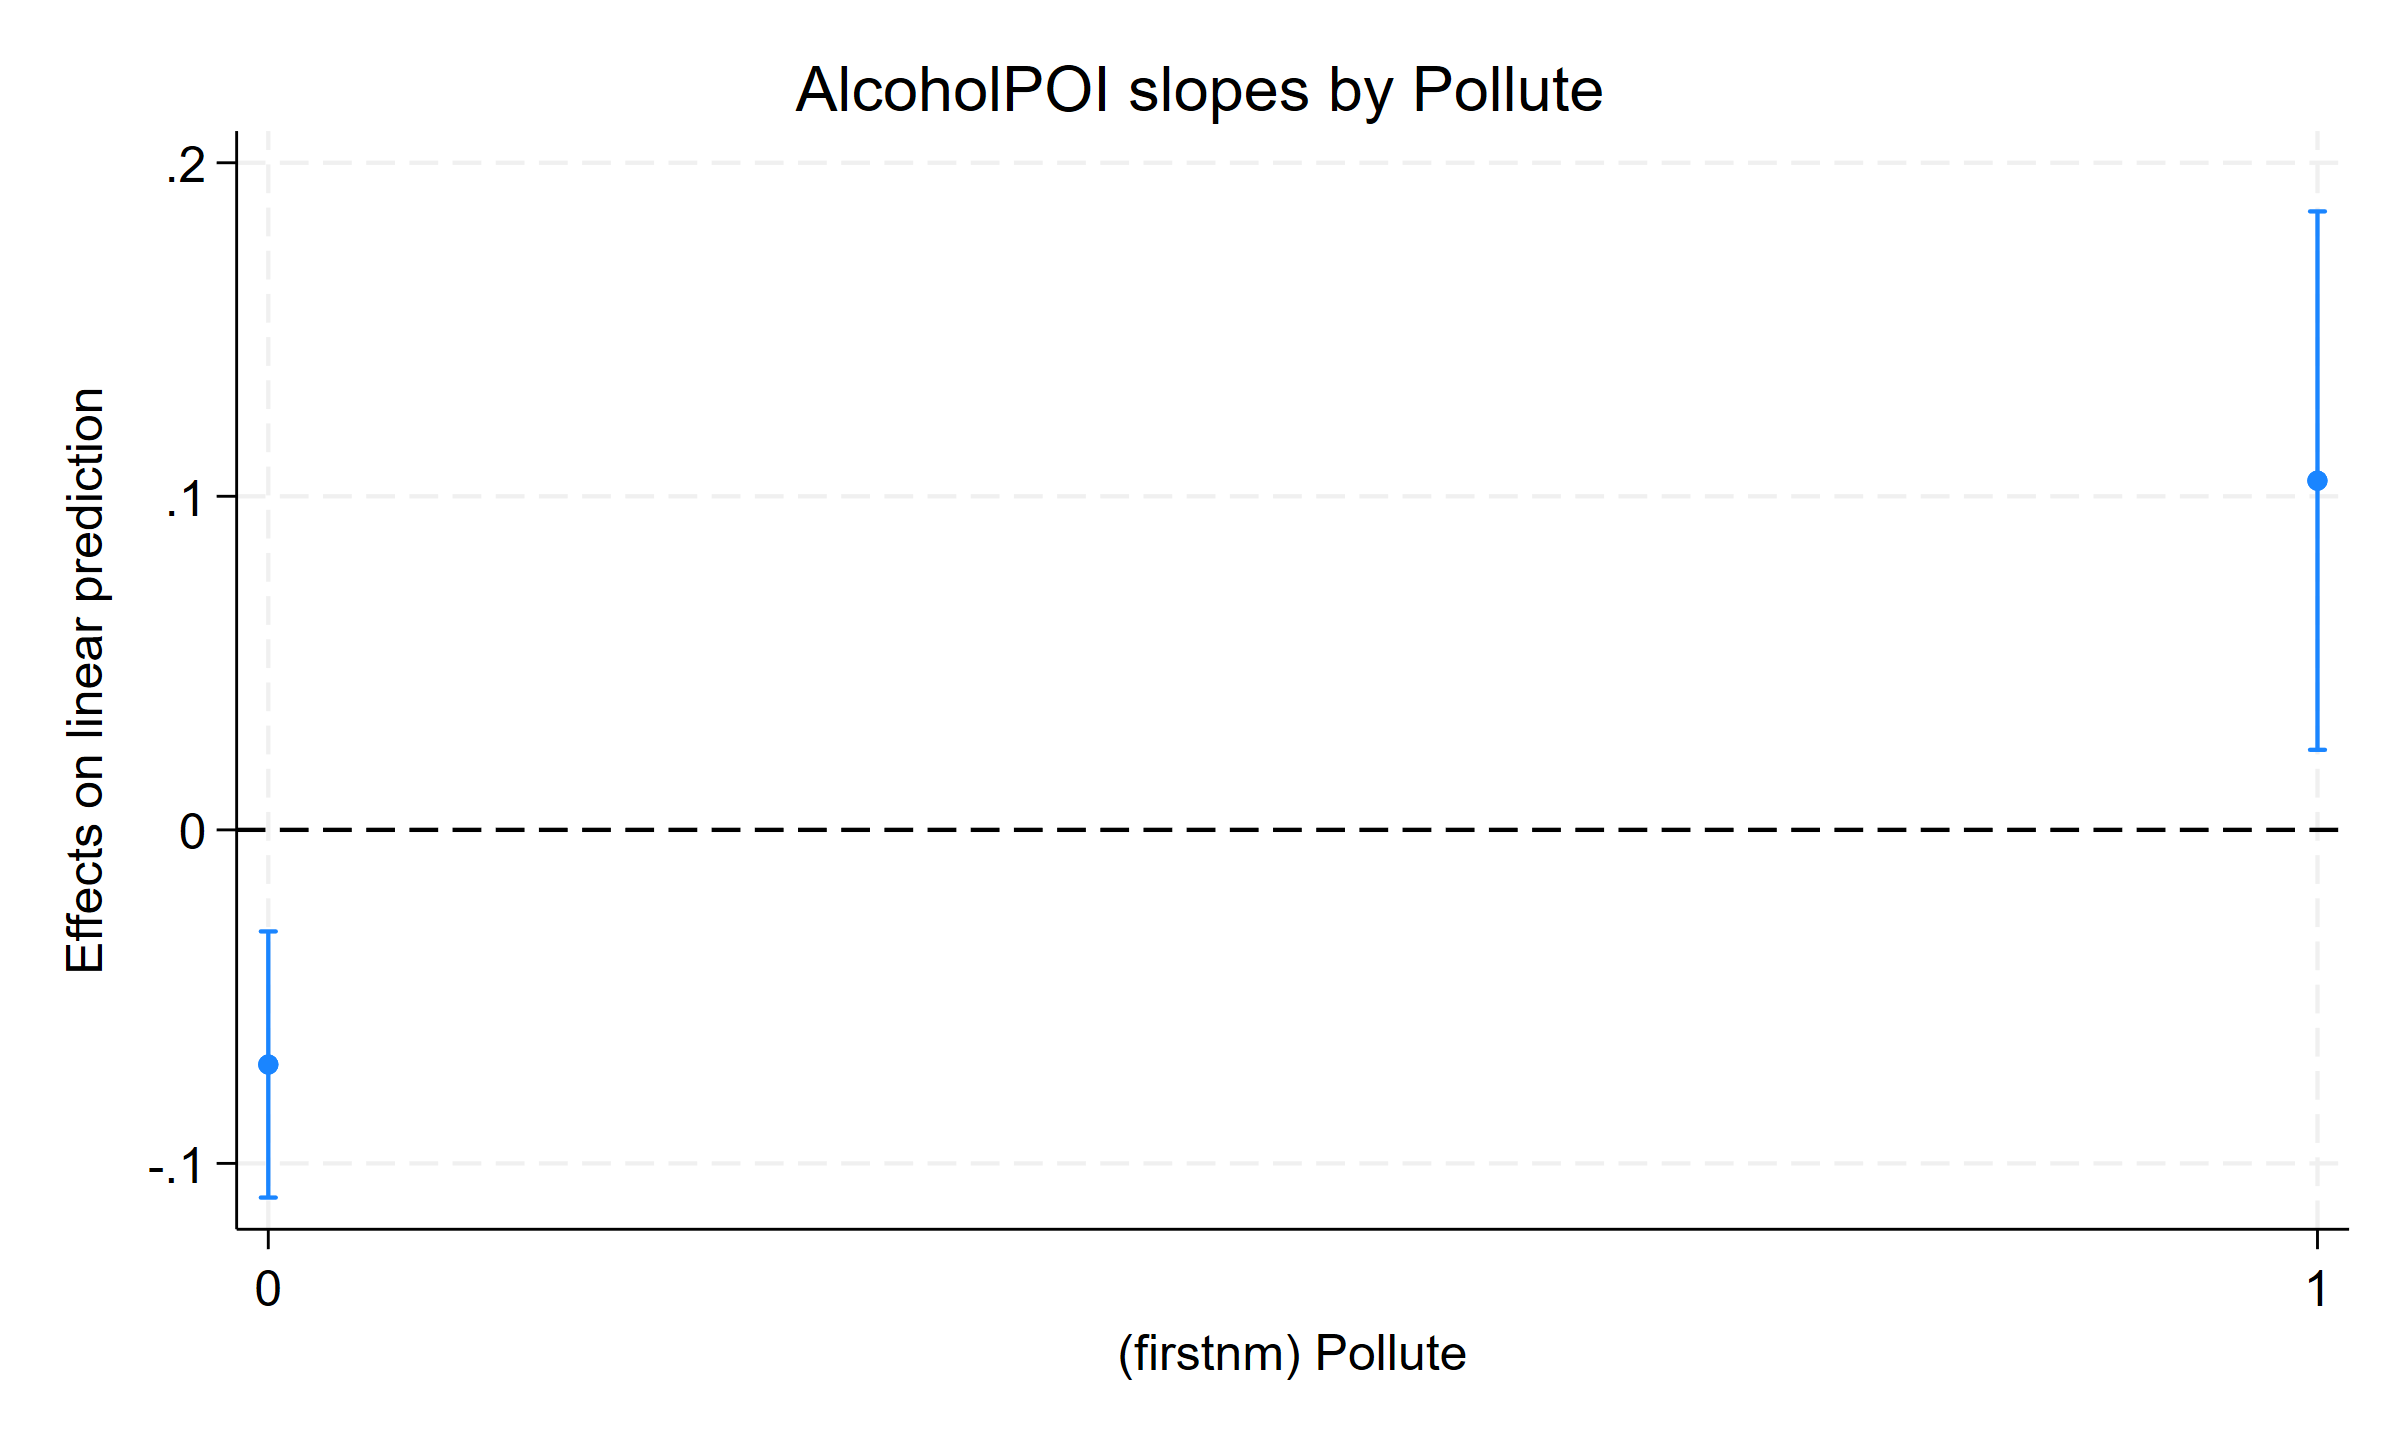 AlcoholPOI slopes by Pollute
Effects on linear prediction
.2
.1
0
-.1
0
1
(firstnm) Pollute